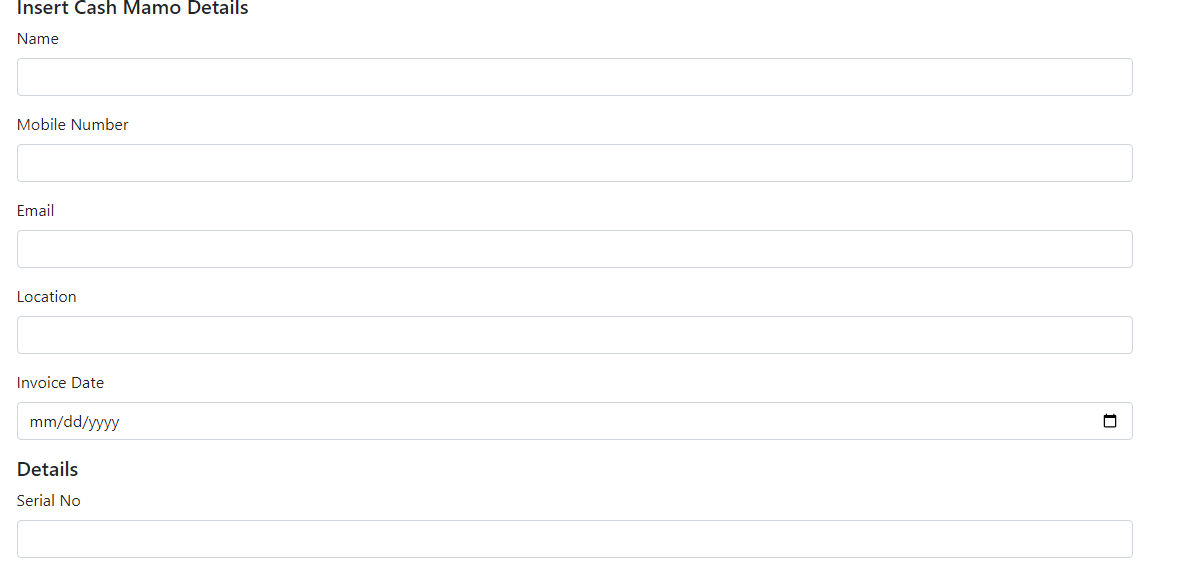 Insert Cash Mamo Details
Name
Mobile Number
Email
Location
Invoice Date
mm/dd/yyyy
Details
Serial No